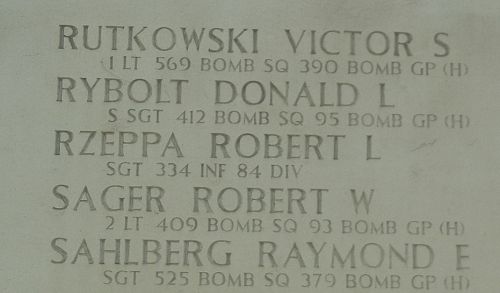 RUTKOWSKI VICTOR S
1 LT 569 BOMB SQ 390 BOMB GP (H)
RYBOLT DONALD L
S SGT 412 BOMB SQ 95 BOMB GP (H)
RZEPPA ROBERT L
SGT 334 INF 84 DIV
SAGER ROBERT W
2 LT 409 BOMB SQ 93 BOMB GP (H)
SAHLBERG RAYMOND E
SGT 525 BOMB SQ 379 BOMB GP (H)